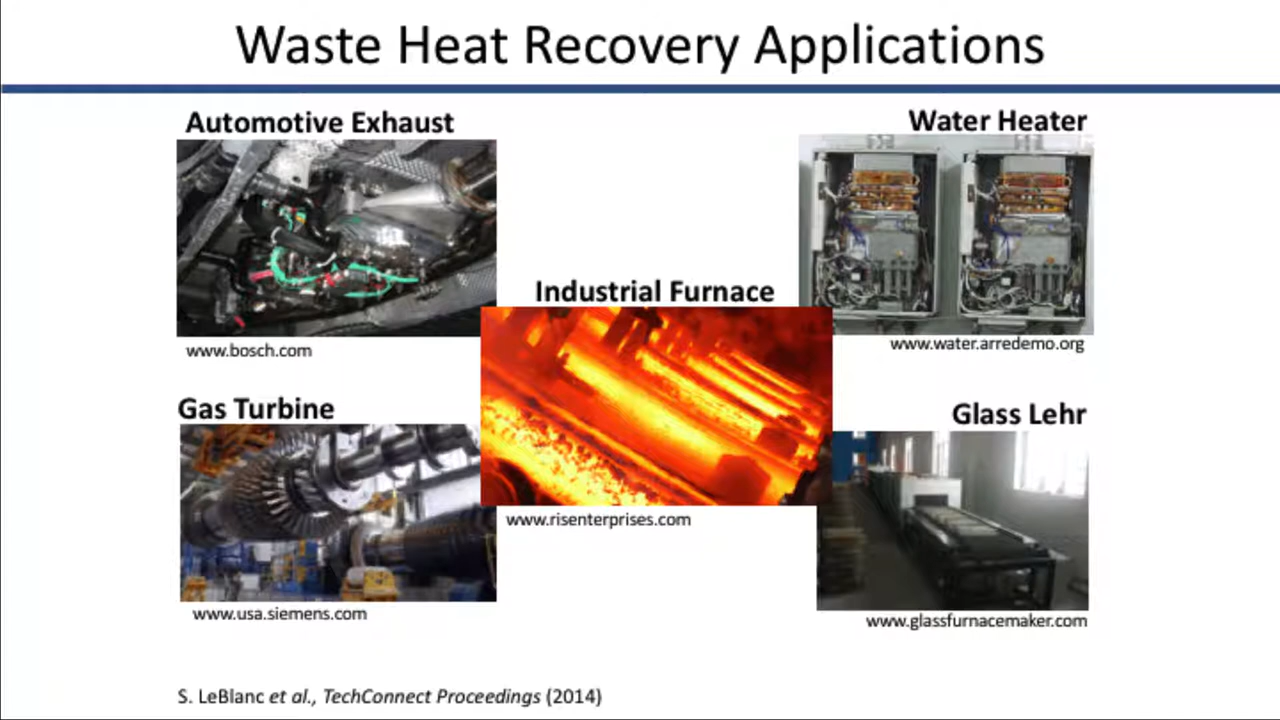 Waste Heat Recovery Applications
Automotive Exhaust
www.bosch.com
Water Heater
www.water.arredemo.org
Industrial Furnace
www.risenterprises.com
Gas Turbine
www.usa.siemens.com
Glass Lehr
www.glassfurnacemaker.com
S. LeBlanc et al., TechConnect Proceedings (2014)